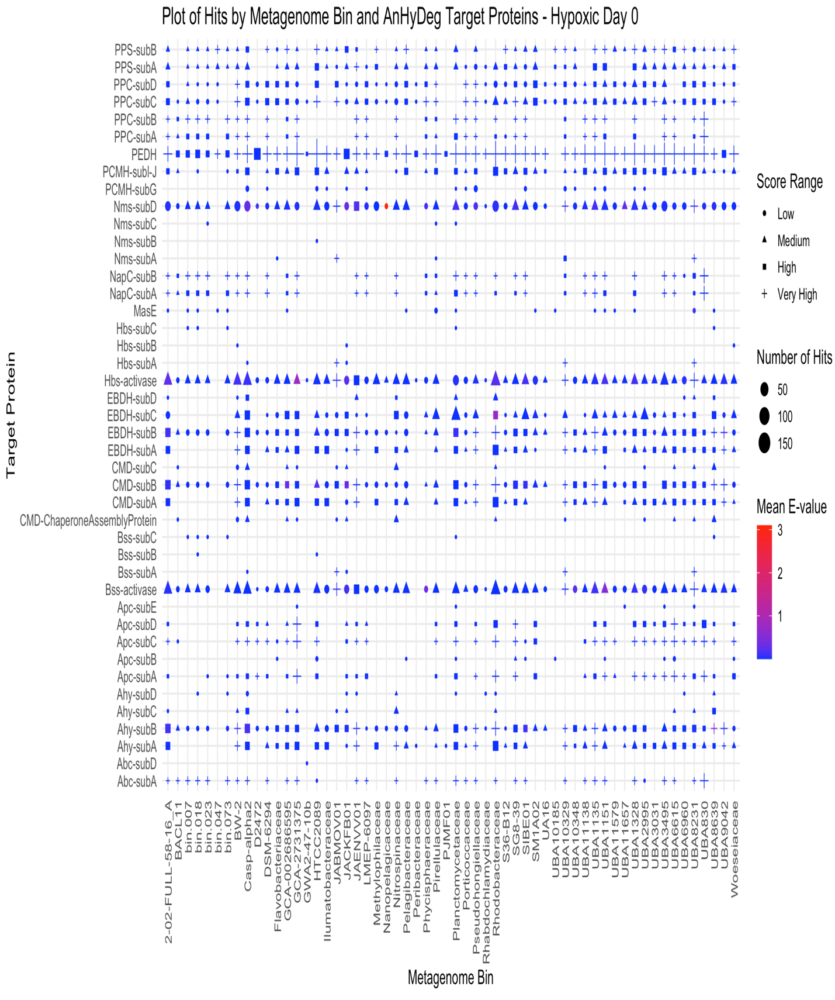 Plot of Hits by Metagenome Bin and AnHyDeg Target Proteins - Hypoxic Day 0
Target Protein
PPS-subB
PPS-subA
PPC-subD
PPC-subC
PPC-subB
PPC-subA
PEDH
PCMH-subI-J
PCMH-subG
Nms-subD
Nms-subC
Nms-subB
Nms-subA
NapC-subB
NapC-subA
MasE
Hbs-subC
Hbs-subB
Hbs-subA
Hbs-activase
EBDH-subD
EBDH-subC
EBDH-subB
EBDH-subA
CMD-subC
CMD-subB
CMD-subA
CMD-ChaperoneAssemblyProtein
Bss-subC
Bss-subB
Bss-subA
Bss-activase
Apc-subE
Apc-subD
Apc-subC
Apc-subB
Apc-subA
Ahy-subD
Ahy-subC
Ahy-subB
Ahy-subA
Abc-subD
Abc-subA
2-02-FULL-58-16_A
BACL11
bin.007
bin.018
bin.023
bin.047
bin.073
BW-2
Casp-alpha2
D2472
DSM-6294
Flavobacteriaceae
GCA-002686595
GCA-2731375
GWA2-47-10b
HTCC2089
Ilumatobacteraceae
JABMOV01
JACKFB01
JAENVV01
LMEP-6097
Methylophilaceae
Nanopelagicaceae
Nitrospinaceae
Pelagibacteraceae
Peribacteraceae
Phycisphaeraceae
Pirellulaceae
PJMF01
Planctomycetaceae
Porticoccaceae
Pseudohongiellaceae
Rhabdochlamydiaceae
Rhodobacteraceae
S36-B12
SG8-39
SIBE01
SM1A02
UA16
UBA10185
UBA10329
UBA10348
UBA11138
UBA1135
UBA1151
UBA11579
UBA11657
UBA1328
UBA2995
UBA3031
UBA3495
UBA6615
UBA6960
UBA8231
UBA830
UBA8639
UBA9042
Woeseiaceae
Metagenome Bin
Score Range
Low
Medium
High
Very High
Number of Hits
50
100
150
Mean E-value
3
2
1